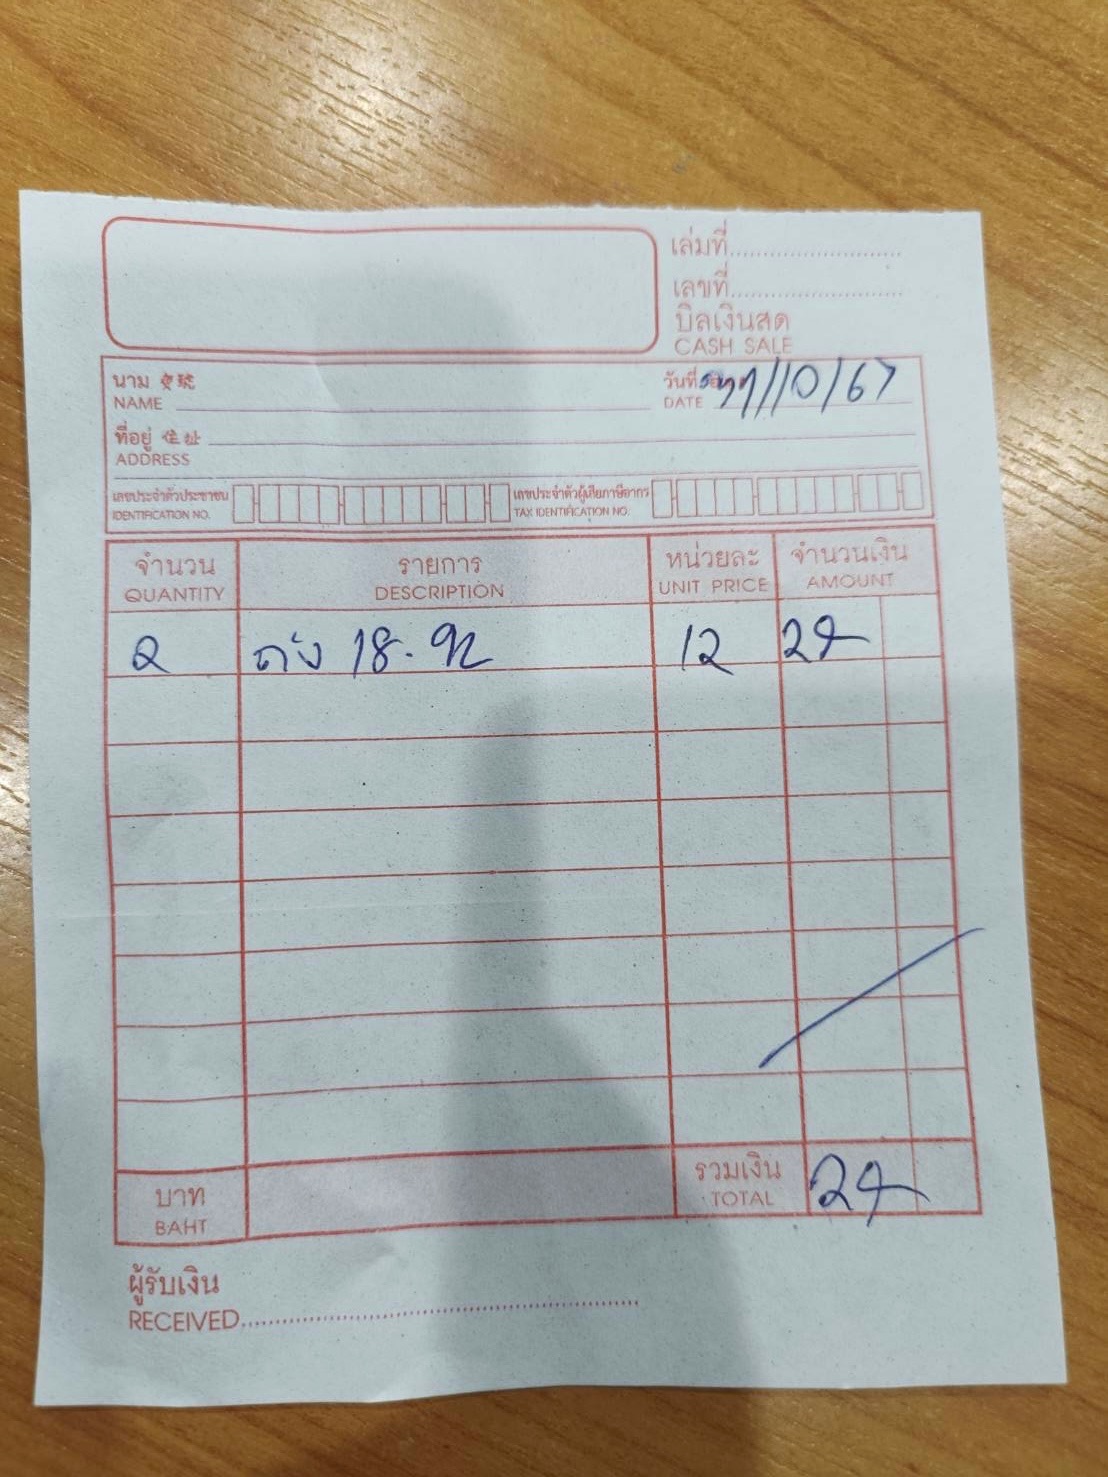 เล่มที่
เลขที่
บิลเงินสด
CASH SALE
นาม 寶號
NAME
วันที่
DATE /10/67
ที่อยู่ 住址
ADDRESS
เลขประจำตัวประชาชน
IDENTIFICATION NO.
เลขประจำตัวผู้เสียภาษีอากร
TAX IDENTIFICATION NO.
จำนวน รายการ หน่วยละ จำนวนเงิน
QUANTITY DESCRIPTION UNIT PRICE AMOUNT
2 18. 12 24
บาท
BAHT
รวมเงิน
TOTAL 24
ผู้รับเงิน
RECEIVED